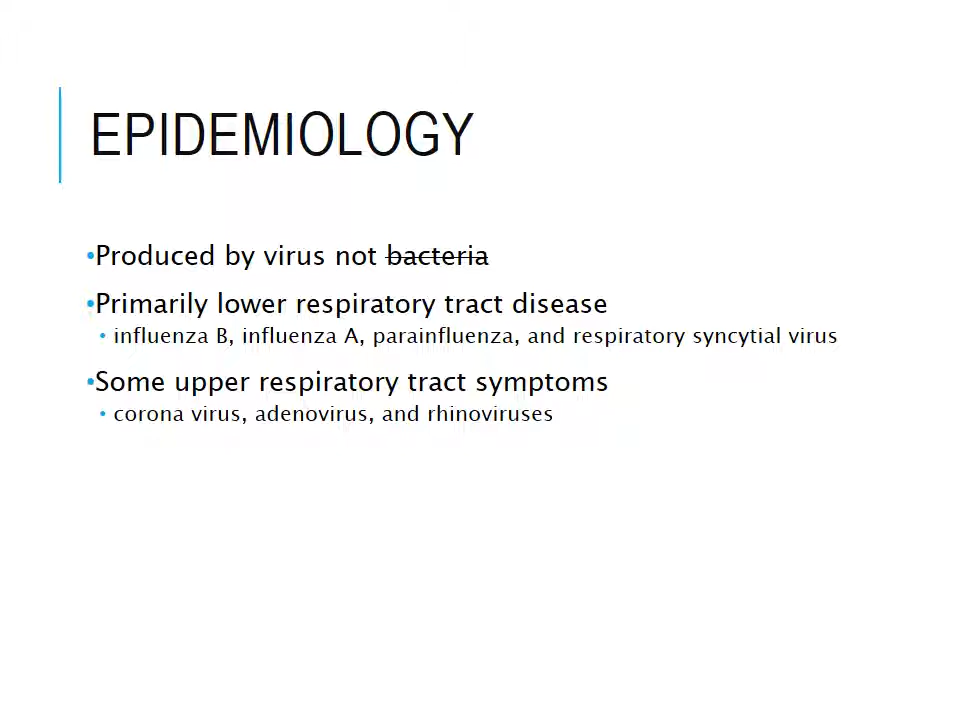 EPIDEMIOLOGY
•Produced by virus not bacteria
•Primarily lower respiratory tract disease
• influenza B, influenza A, parainfluenza, and respiratory syncytial virus
•Some upper respiratory tract symptoms
• corona virus, adenovirus, and rhinoviruses